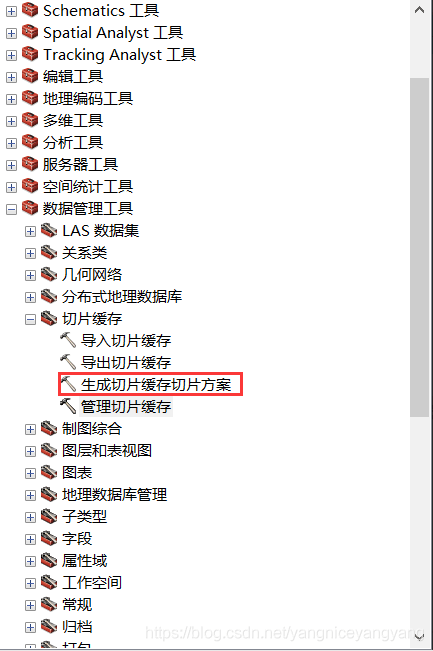 Schematics 工具
Spatial Analyst 工具
Tracking Analyst 工具
编辑工具
地理编码工具
多维工具
分析工具
服务器工具
空间统计工具
数据管理工具
LAS 数据集
关系类
几何网络
分布式地理数据库
切片缓存
导入切片缓存
导出切片缓存
生成切片缓存切片方案
管理切片缓存
制图综合
图层和表视图
图表
地理数据库管理
子类型
字段
属性域
工作空间
常规
归档
打包
https://blog.csdn.net/yangniceyangyang